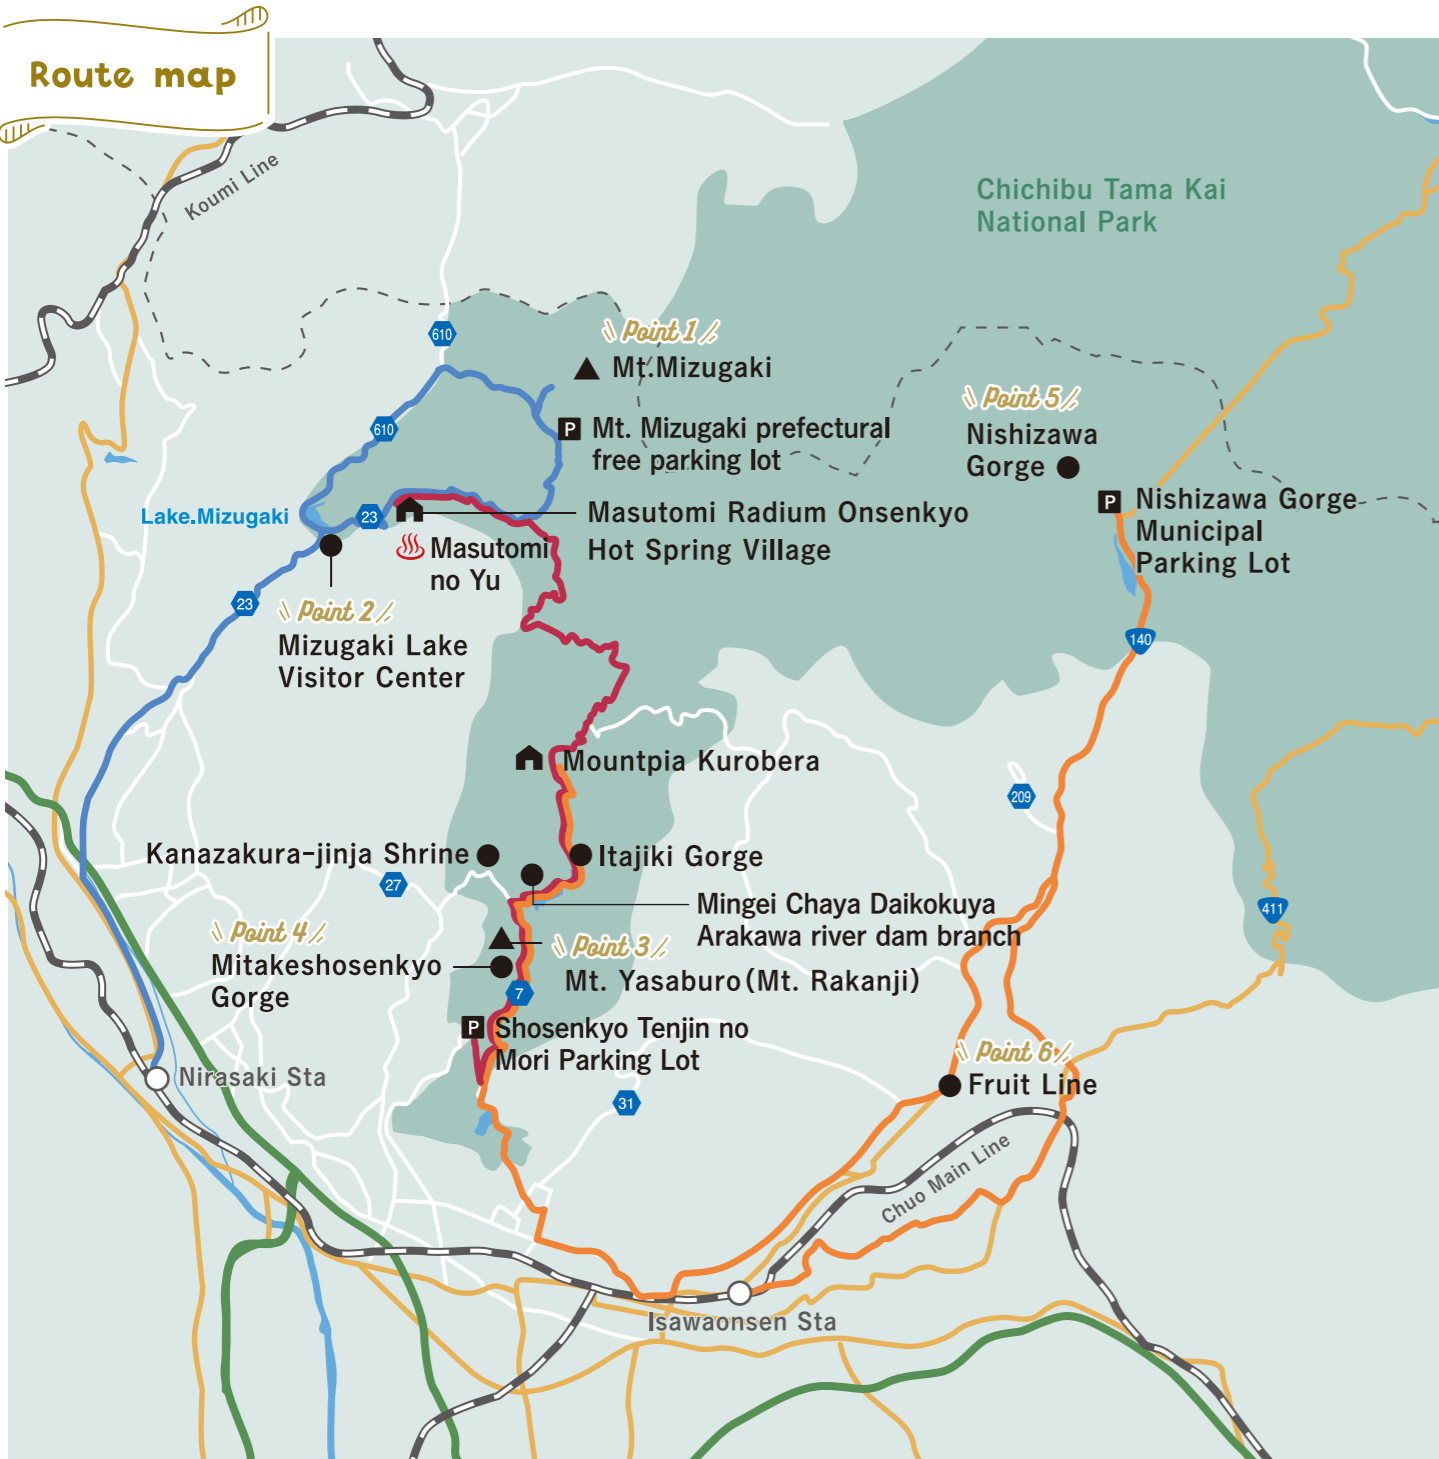 Route map
Koumi Line
Chichibu Tama Kai
National Park
610
Point 1
Mt.Mizugaki
610
P
Mt. Mizugaki prefectural
free parking lot
Point 5
Nishizawa
Gorge
P
Nishizawa Gorge
Municipal
Parking Lot
Lake.Mizugaki
23
Masutomi Radium Onsenkyo
Hot Spring Village
Masutomi
no Yu
23
Point 2
Mizugaki Lake
Visitor Center
140
Mountpia Kurobera
209
Kanazakura-jinja Shrine
Itajiki Gorge
27
Mingei Chaya Daikokuya
Arakawa river dam branch
411
Point 4
Mitakeshosenkyo
Gorge
Point 3
Mt. Yasaburo(Mt. Rakanji)
7
P
Shosenkyo Tenjin no
Mori Parking Lot
Point 6
Fruit Line
Nirasaki Sta
31
Chuo Main Line
Isawaonsen Sta